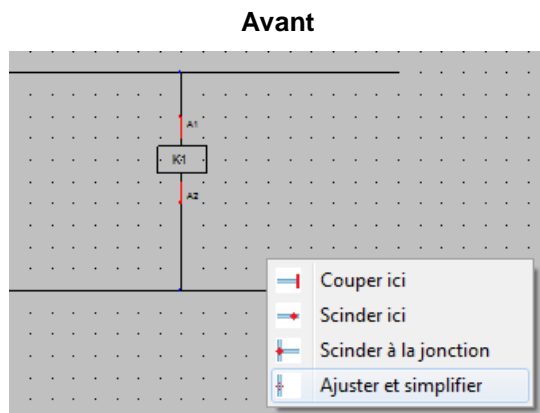 Avant
A1
K1
A2
Couper ici
Scinder ici
Scinder à la jonction
Ajuster et simplifier